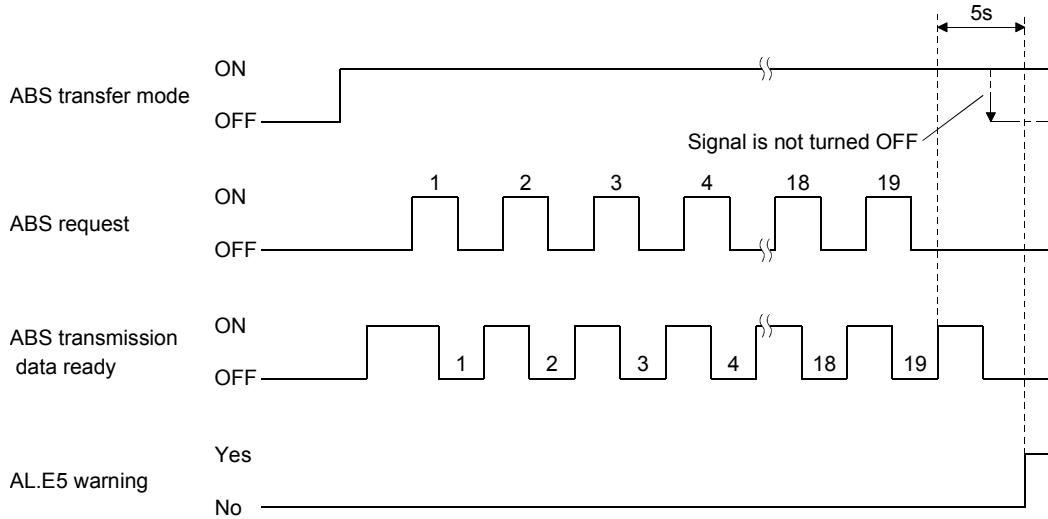 5s
ON
ABS transfer mode
OFF
Signal is not turned OFF
1 2 3 4 18 19
ON
ABS request
OFF
ON
ABS transmission
data ready
OFF
1 2 3 4 18 19
Yes
AL.E5 warning
No